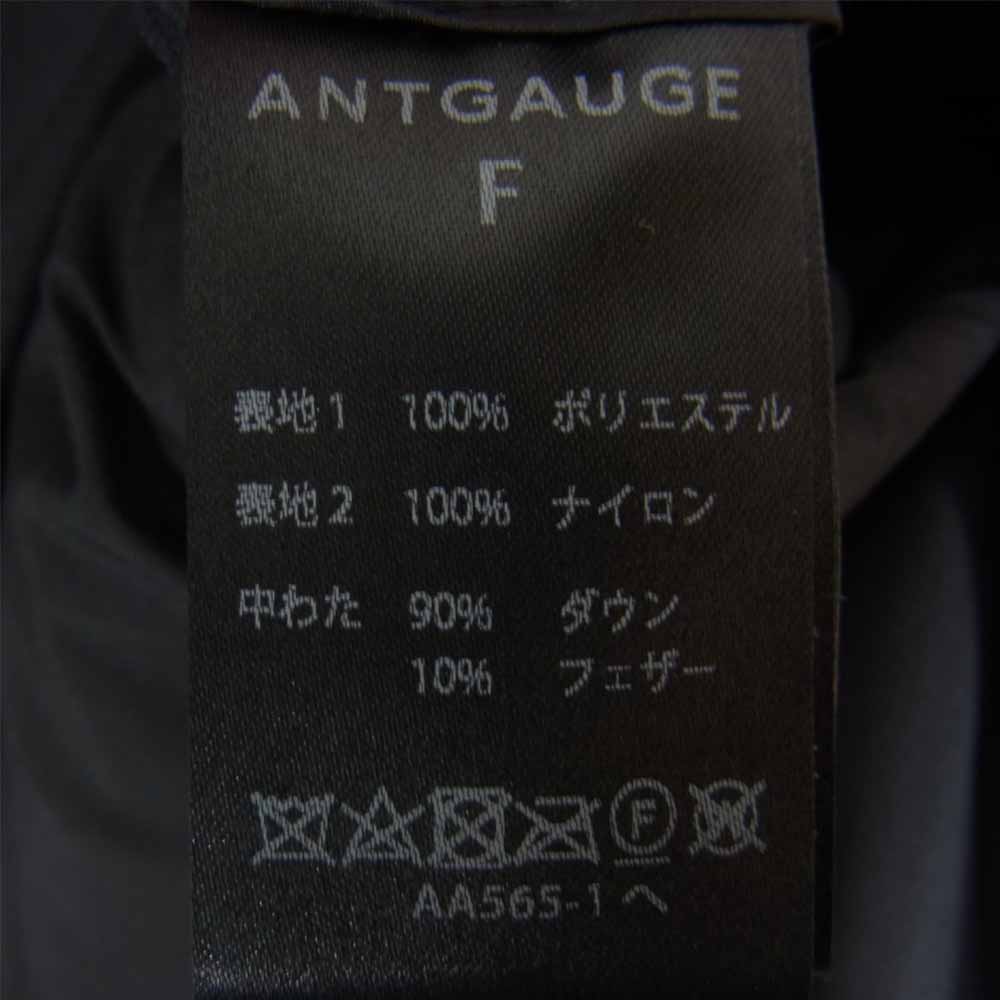 ANTGAUGE
F
表地1 100% ポリエステル
表地2 100% ナイロン
中わた 90% ダウン
10% フェザー
F W
AA565-1 へ